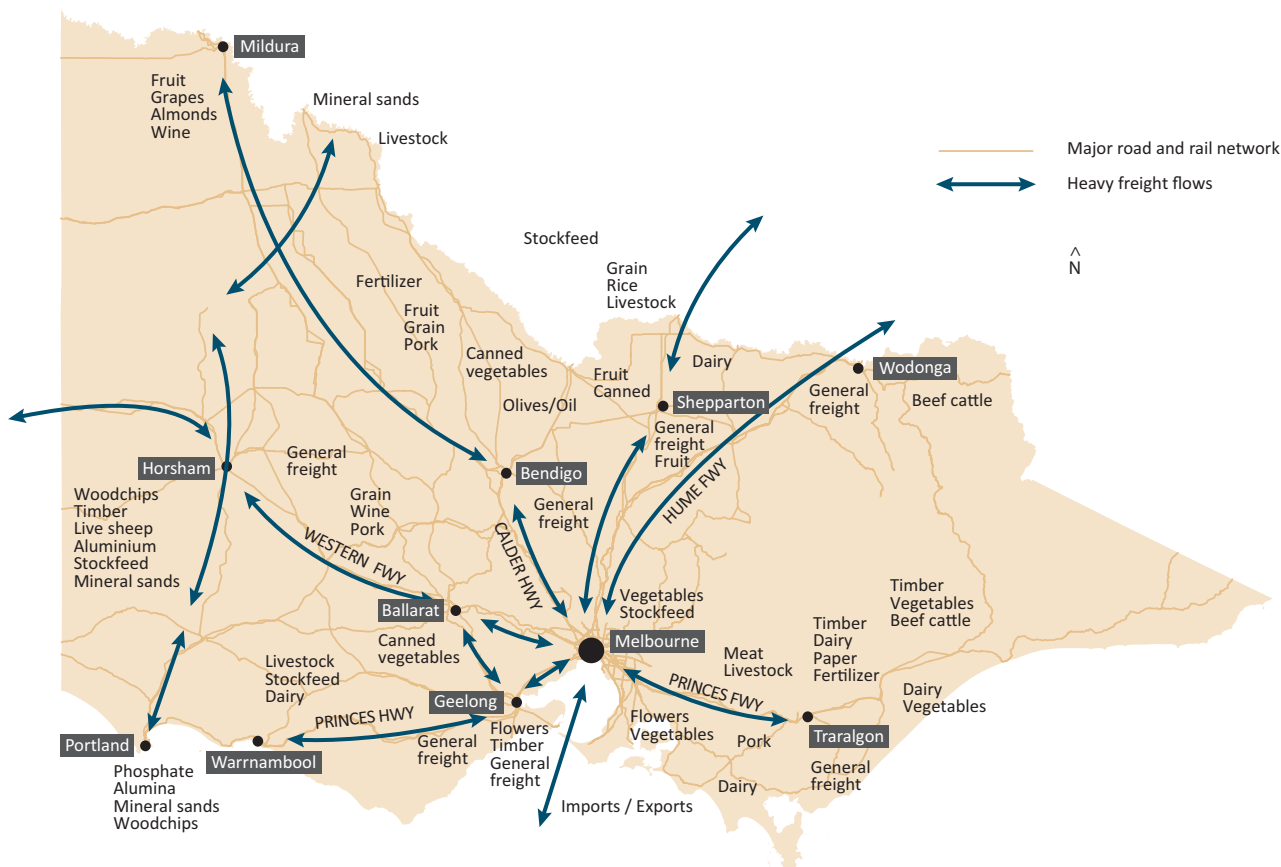 Mildura
Fruit
Grapes
Almonds
Wine
Mineral sands
Livestock
Major road and rail network
Heavy freight flows
N
Stockfeed
Grain
Rice
Livestock
Fertilizer
Fruit
Grain
Pork
Canned
vegetables
Olives/Oil
Fruit
Canned
Dairy
Shepparton
Wodonga
General
freight
Beef cattle
General
freight
Fruit
HUME FWY
Horsham
General
freight
Bendigo
General
freight
Woodchips
Timber
Live sheep
Aluminium
Stockfeed
Mineral sands
Grain
Wine
Pork
WESTERN FWY
CALDER HWY
Ballarat
Canned
vegetables
Vegetables
Stockfeed
Melbourne
Meat
Livestock
Timber
Dairy
Paper
Fertilizer
Timber
Vegetables
Beef cattle
Livestock
Stockfeed
Dairy
PRINCES HWY
Geelong
PRINCES FWY
Dairy
Vegetables
Portland
Warrnambool
General
freight
Flowers
Timber
General
freight
Flowers
Vegetables
Pork
Traralgon
General
freight
Dairy
Phosphate
Alumina
Mineral sands
Woodchips
Imports / Exports